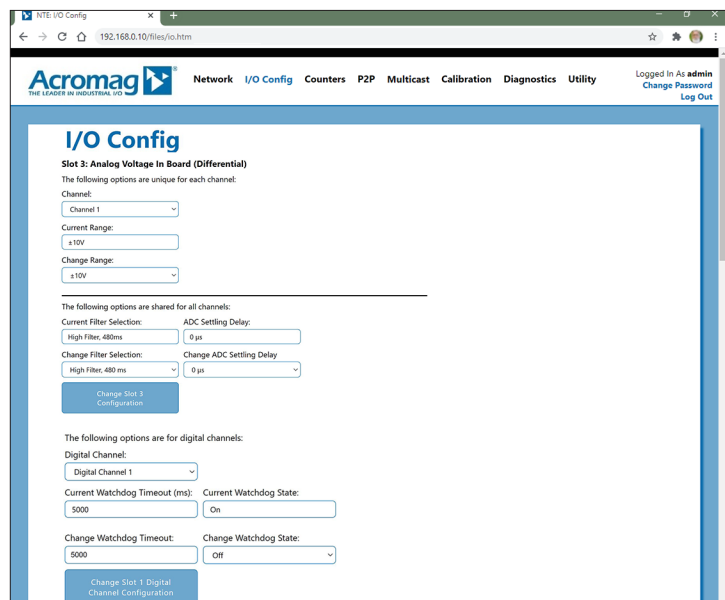 NTE: I/O Config
192.168.0.10/files/io.htm
Acromag
THE LEADER IN INDUSTRIAL I/O
Network I/O Config Counters P2P Multicast Calibration Diagnostics Utility
Logged In As admin
Change Password
Log Out
I/O Config
Slot 3: Analog Voltage In Board (Differential)
The following options are unique for each channel:
Channel:
Channel 1
Current Range:
±10V
Change Range:
±10V
The following options are shared for all channels:
Current Filter Selection: ADC Settling Delay:
High Filter, 480ms 0 µs
Change Filter Selection: Change ADC Settling Delay
High Filter, 480 ms 0 µs
Change Slot 3
Configuration
The following options are for digital channels:
Digital Channel:
Digital Channel 1
Current Watchdog Timeout (ms): Current Watchdog State:
5000 On
Change Watchdog Timeout: Change Watchdog State:
5000 Off
Change Slot 1 Digital
Channel Configuration